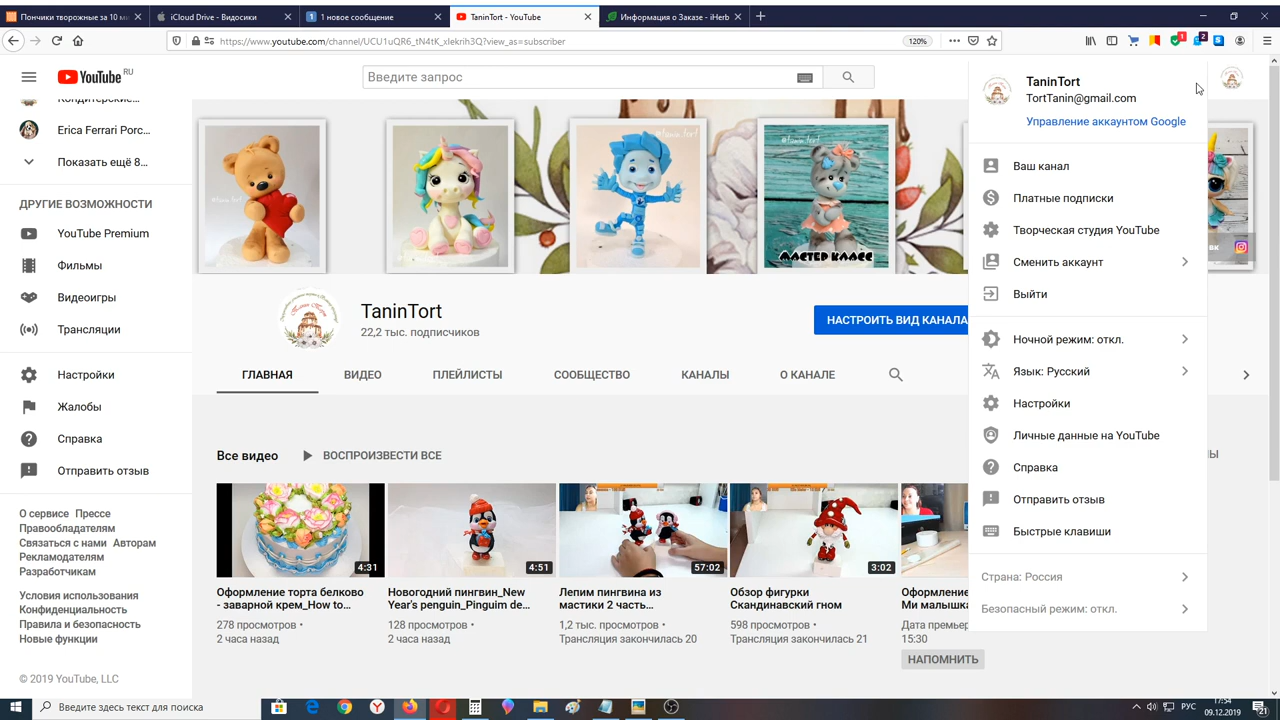 Пончики творожные за 10 ми
iCloud Drive - Видосики
1 новое сообщение
TaninTort - YouTube
Информация о Заказе - iHerb
https://www.youtube.com/channel/UCU1uQR6_tN4tK_xIekrih3Q?view_as=subscriber
120%
YouTube RU
Введите запрос
Кондитерские...
Erica Ferrari Porc...
Показать ещё 8...
ДРУГИЕ ВОЗМОЖНОСТИ
YouTube Premium
Фильмы
Видеоигры
Трансляции
Настройки
Жалобы
Справка
Отправить отзыв
О сервисе Прессе
Правообладателям
Связаться с нами Авторам
Рекламодателям
Разработчикам
Условия использования
Конфиденциальность
Правила и безопасность
Новые функции
© 2019 YouTube, LLC
@tanin.tort
МАСТЕР КЛАСС
вк
TaninTort
22,2 тыс. подписчиков
НАСТРОИТЬ ВИД КАНАЛА
ГЛАВНАЯ
ВИДЕО
ПЛЕЙЛИСТЫ
СООБЩЕСТВО
КАНАЛЫ
О КАНАЛЕ
Все видео
ВОСПРОИЗВЕСТИ ВСЕ
4:31
4:51
57:02
3:02
Оформление торта белково
- заварной крем_How to...
278 просмотров •
2 часа назад
Новогодний пингвин_New
Year's penguin_Pinguim de...
128 просмотров •
2 часа назад
Лепим пингвина из
мастики 2 часть...
1,2 тыс. просмотров •
Трансляция закончилась 20
Обзор фигурки
Скандинавский гном
598 просмотров •
Трансляция закончилась 21
Оформление
Ми малышка
Дата премьер
15:30
НАПОМНИТЬ
TaninTort
TortTanin@gmail.com
Управление аккаунтом Google
Ваш канал
Платные подписки
Творческая студия YouTube
Сменить аккаунт
Выйти
Ночной режим: откл.
Язык: Русский
Настройки
Личные данные на YouTube
Справка
Отправить отзыв
Быстрые клавиши
Страна: Россия
Безопасный режим: откл.
Введите здесь текст для поиска
РУС
17:54
09.12.2019
21